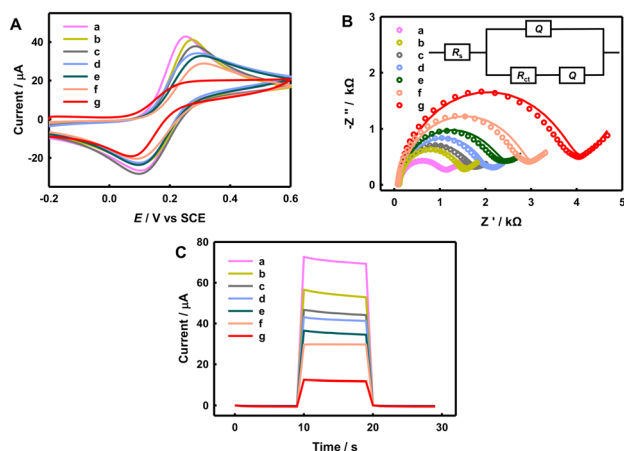 A
a
b
c
d
e
f
g
Current / μA
60
40
20
0
-20
-0.2
0.0
0.2
0.4
0.6
E / V vs SCE
B
a
b
c
d
e
f
g
Rs
Q
Rct
Q
-Z '' / kΩ
3
2
1
0
0
1
2
3
4
5
Z ' / kΩ
C
a
b
c
d
e
f
g
Current / μA
80
60
40
20
0
0
10
20
30
Time / s